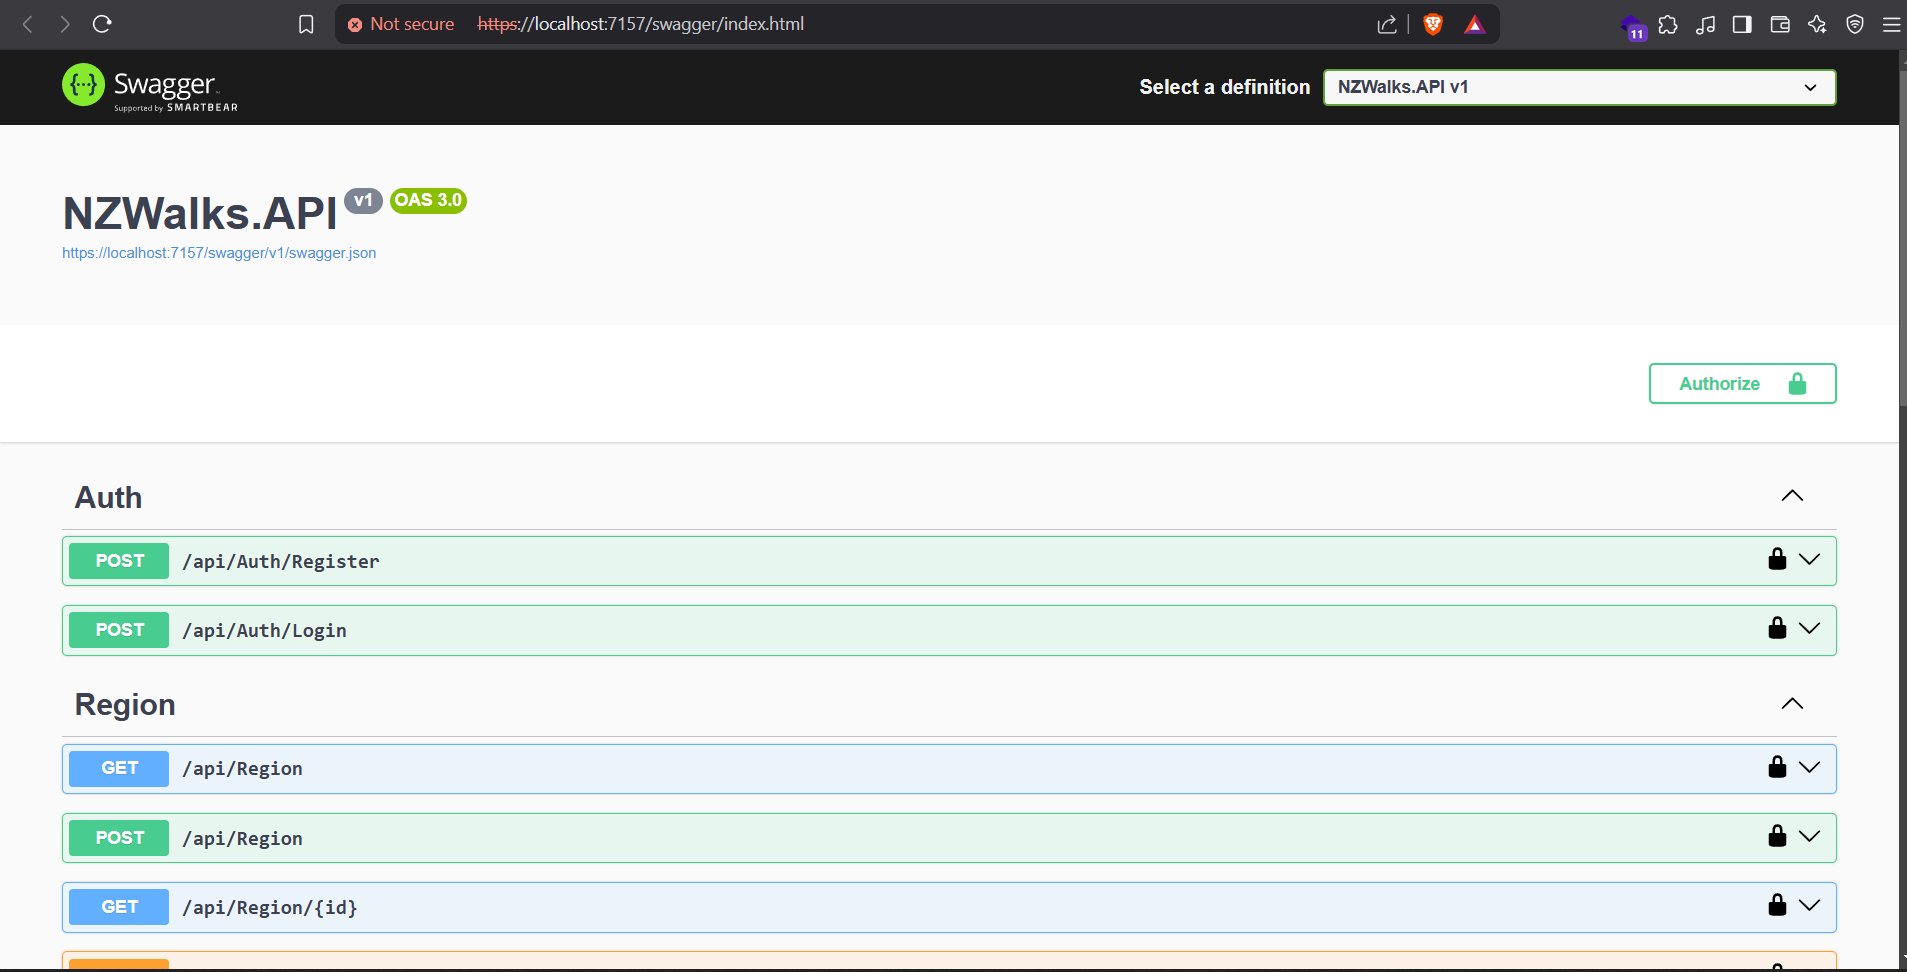 Not secure https://localhost:7157/swagger/index.html
11
Swagger
Supported by SMARTBEAR
Select a definition NZWalks.API v1
NZWalks.API v1 OAS 3.0
https://localhost:7157/swagger/v1/swagger.json
Authorize
Auth
POST /api/Auth/Register
POST /api/Auth/Login
Region
GET /api/Region
POST /api/Region
GET /api/Region/{id}